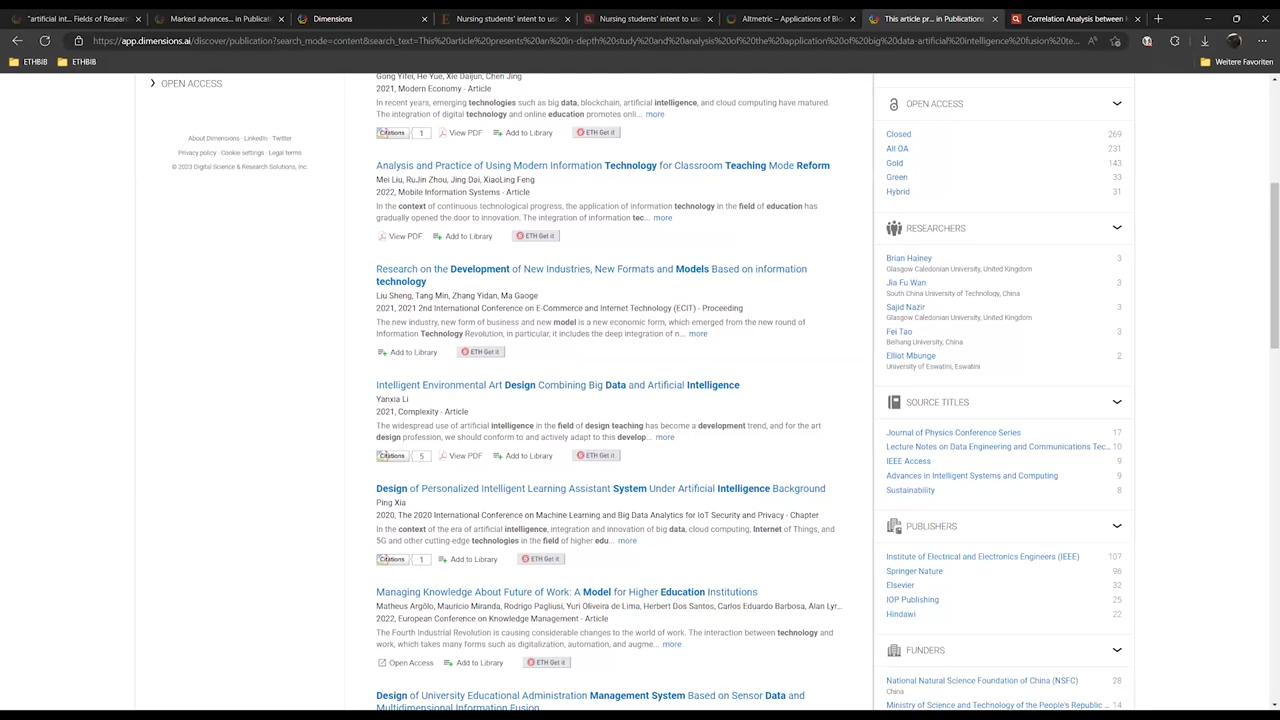 "artificial int... Fields of Research
Marked advances... in Publicati
Dimensions
Nursing students' intent to use
Nursing students' intent to use
Altmetric – Applications of Blo
This article pr... in Publications
Correlation Analysis between
https://app.dimensions.ai/discover/publication?search_mode=content&search_text=This%20article%20presents%20an%20in-depth%20study%20and%20analysis%20of%20the%20application%20of%20big%20data-artificial%20intelligence%20fusion%20te...
ETHBIB
ETHBIB
Weitere Favoriten
OPEN ACCESS
About Dimensions · LinkedIn · Twitter
Privacy policy · Cookie settings · Legal terms
© 2023 Digital Science & Research Solutions, Inc.
Gong Yifei, He Yue, Xie Daijun, Chen Jing
2021, Modern Economy - Article
In recent years, emerging technologies such as big data, blockchain, artificial intelligence, and cloud computing have matured.
The integration of digital technology and online education promotes onli... more
Citations 1 View PDF Add to Library ETH Get it
Analysis and Practice of Using Modern Information Technology for Classroom Teaching Mode Reform
Mei Liu, RuJin Zhou, Jing Dai, XiaoLing Feng
2022, Mobile Information Systems - Article
In the context of continuous technological progress, the application of information technology in the field of education has
gradually opened the door to innovation. The integration of information tec... more
View PDF Add to Library ETH Get it
Research on the Development of New Industries, New Formats and Models Based on information
technology
Liu Sheng, Tang Min, Zhang Yidan, Ma Gaoge
2021, 2021 2nd International Conference on E-Commerce and Internet Technology (ECIT) - Proceeding
The new industry, new form of business and new model is a new economic form, which emerged from the new round of
Information Technology Revolution, in particular, it includes the deep integration of n... more
Add to Library ETH Get it
Intelligent Environmental Art Design Combining Big Data and Artificial Intelligence
Yanxia Li
2021, Complexity - Article
The widespread use of artificial intelligence in the field of design teaching has become a development trend, and for the art
design profession, we should conform to and actively adapt to this develop... more
Citations 5 View PDF Add to Library ETH Get it
Design of Personalized Intelligent Learning Assistant System Under Artificial Intelligence Background
Ping Xia
2020, The 2020 International Conference on Machine Learning and Big Data Analytics for IoT Security and Privacy - Chapter
In the context of the era of artificial intelligence, integration and innovation of big data, cloud computing, Internet of Things, and
5G and other cutting-edge technologies in the field of higher edu... more
Citations 1 Add to Library ETH Get it
Managing Knowledge About Future of Work: A Model for Higher Education Institutions
Matheus Argôlo, Maurício Miranda, Rodrigo Pagliusi, Yuri Oliveira de Lima, Herbert Dos Santos, Carlos Eduardo Barbosa, Alan Lyr...
2022, European Conference on Knowledge Management - Article
The Fourth Industrial Revolution is causing considerable changes to the world of work. The interaction between technology and
work, which takes many forms such as digitalization, automation, and augme... more
Open Access Add to Library ETH Get it
Design of University Educational Administration Management System Based on Sensor Data and
Multidimensional Information Fusion
OPEN ACCESS
Closed 269
All OA 231
Gold 143
Green 33
Hybrid 31
RESEARCHERS
Brian Hainey 3
Glasgow Caledonian University, United Kingdom
Jia Fu Wan 3
South China University of Technology, China
Sajid Nazir 3
Glasgow Caledonian University, United Kingdom
Fei Tao 3
Beihang University, China
Elliot Mbunge 2
University of Eswatini, Eswatini
SOURCE TITLES
Journal of Physics Conference Series 17
Lecture Notes on Data Engineering and Communications Tec... 10
IEEE Access 9
Advances in Intelligent Systems and Computing 9
Sustainability 8
PUBLISHERS
Institute of Electrical and Electronics Engineers (IEEE) 107
Springer Nature 96
Elsevier 32
IOP Publishing 25
Hindawi 22
FUNDERS
National Natural Science Foundation of China (NSFC) 28
China
Ministry of Science and Technology of the People's Republic ... 14